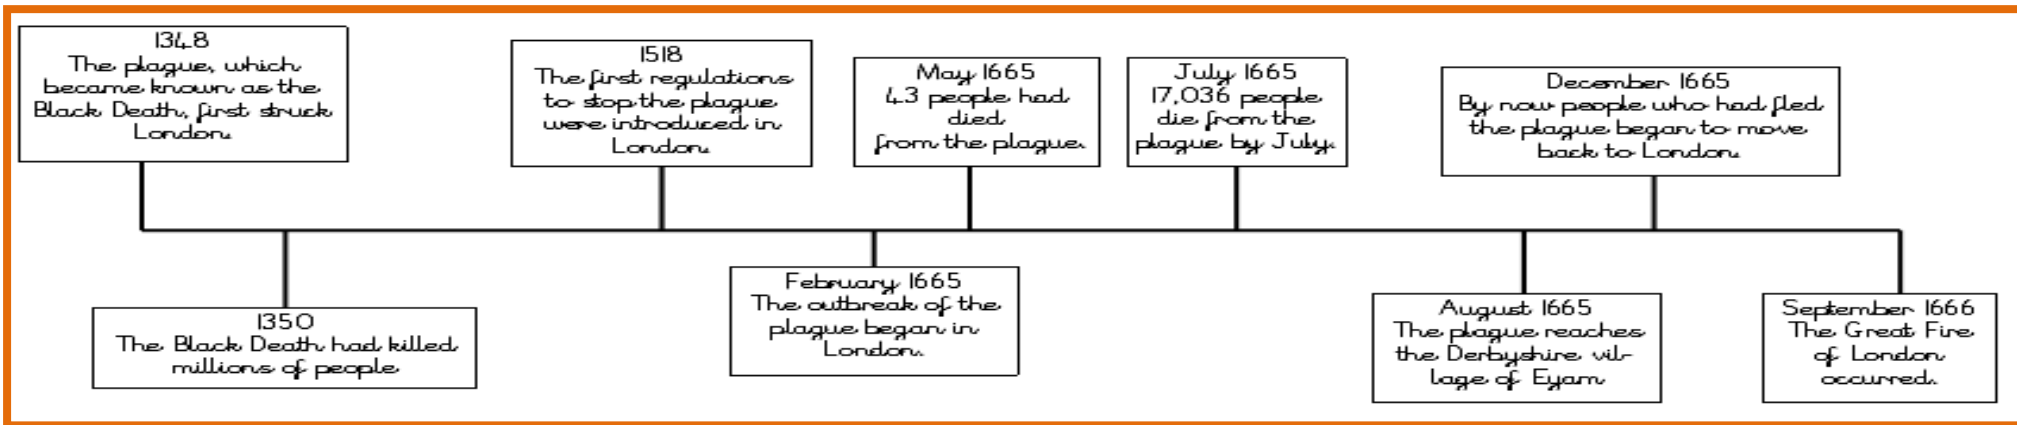 1348
The plague, which
became known as the
Black Death, first struck
London.
1350
The Black Death had killed
millions of people
1518
The first regulations
to stop the plague
were introduced in
London.
February 1665
The outbreak of the
plague began in
London.
May 1665
43 people had
died
from the plague.
July 1665
17,036 people
die from the
plague by July.
August 1665
The plague reaches
the Derbyshire vil-
lage of Eyam
December 1665
By now people who had fled
the plague began to move
back to London.
September 1666
The Great Fire
of London
occurred.